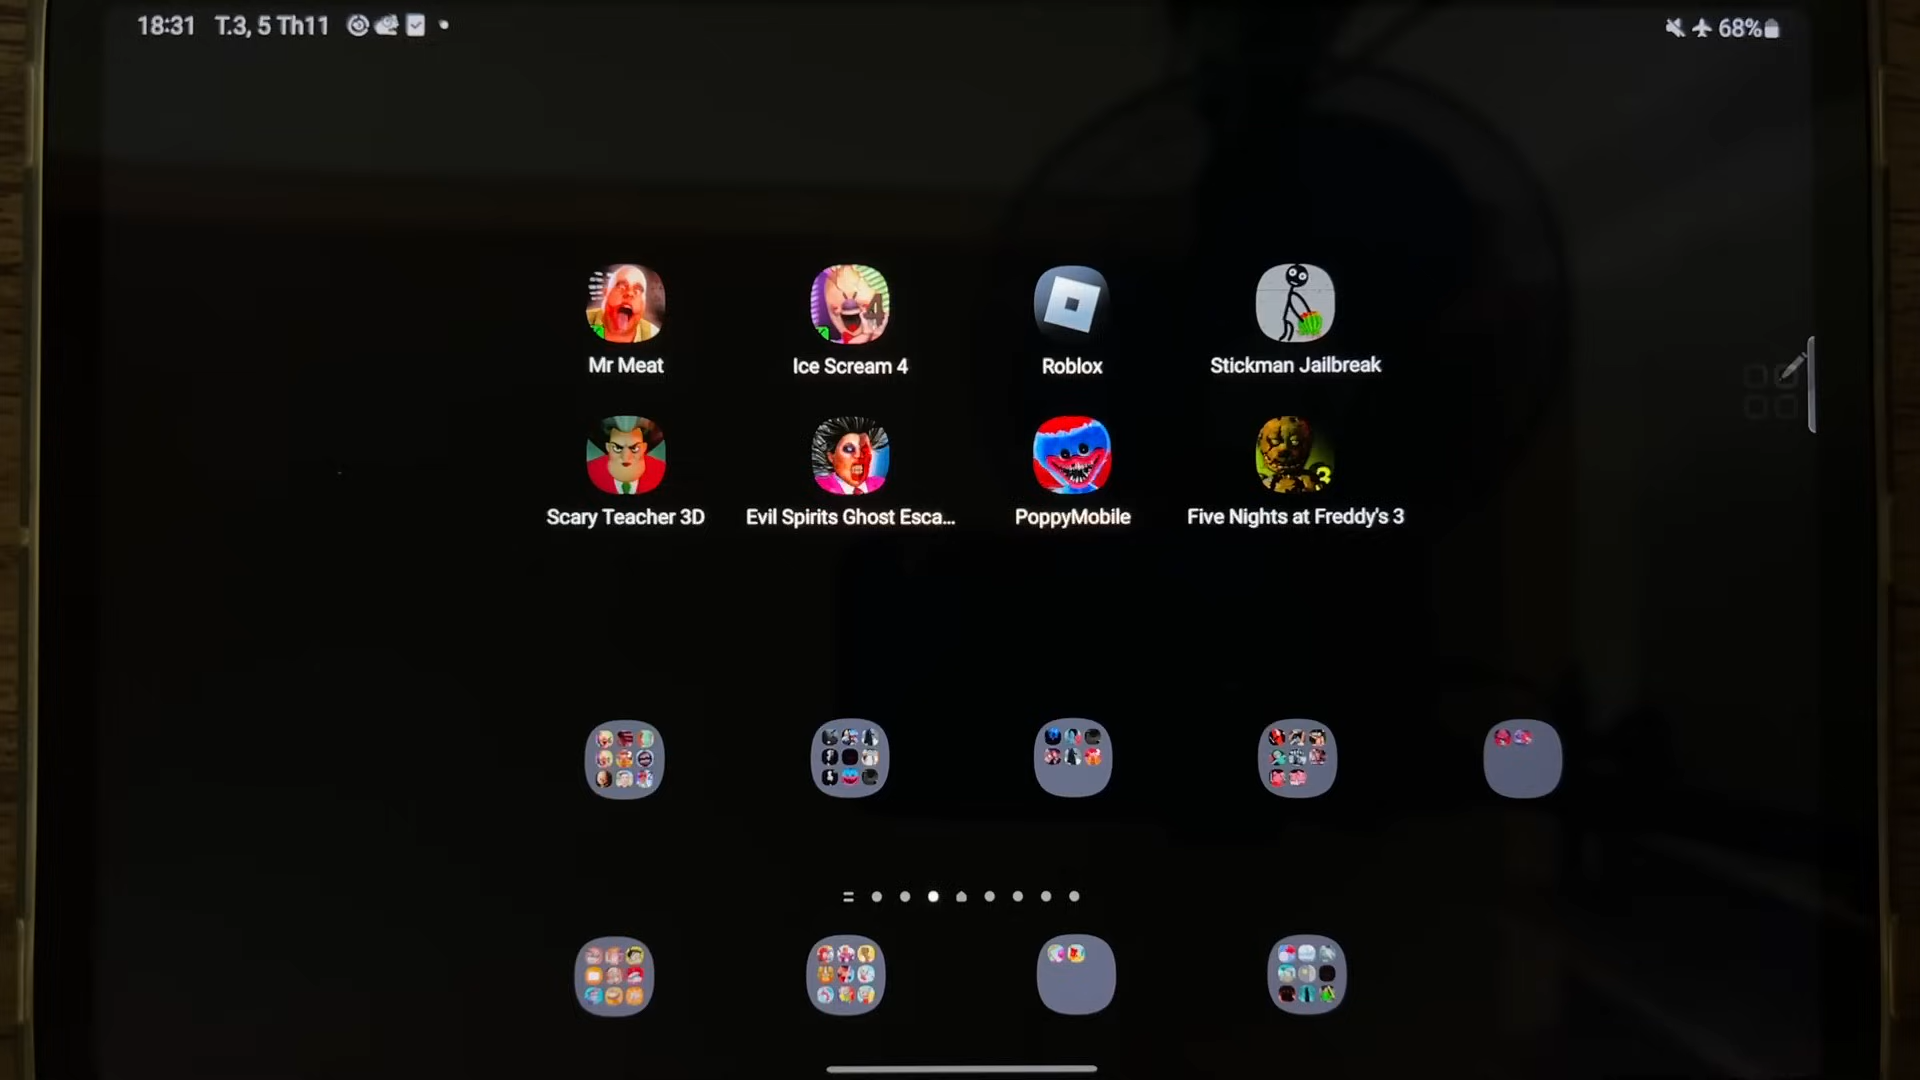 18:31 T.3, 5 Th11 68%
Mr Meat
Ice Scream 4
Roblox
Stickman Jailbreak
Scary Teacher 3D
Evil Spirits Ghost Esca...
PoppyMobile
3
Five Nights at Freddy's 3